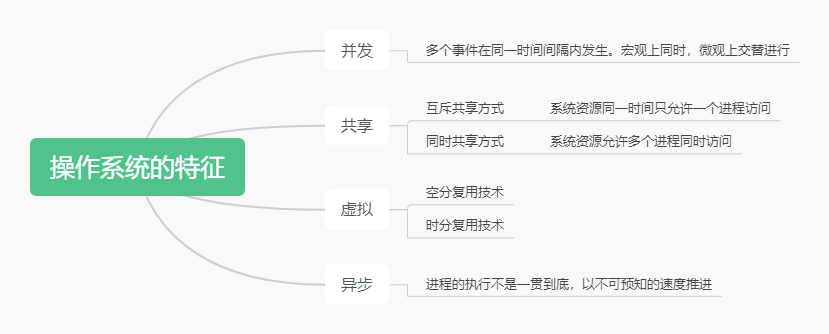 操作系统的特征
并发
多个事件在同一时间间隔内发生。宏观上同时，微观上交替进行
共享
互斥共享方式 系统资源同一时间只允许一个进程访问
同时共享方式 系统资源允许多个进程同时访问
虚拟
空分复用技术
时分复用技术
异步
进程的执行不是一贯到底，以不可预知的速度推进